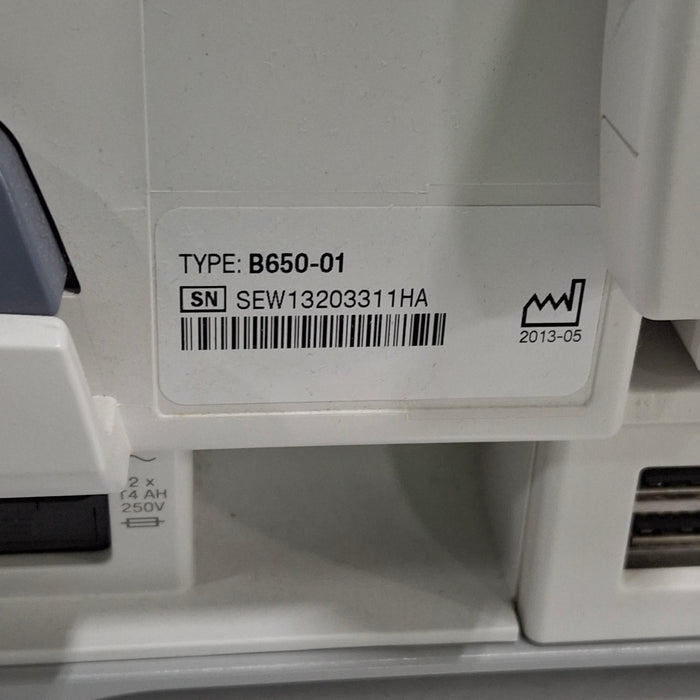 TYPE: B650-01
SN SEW13203311HA
2013-05
2 x
T4 AH
250V